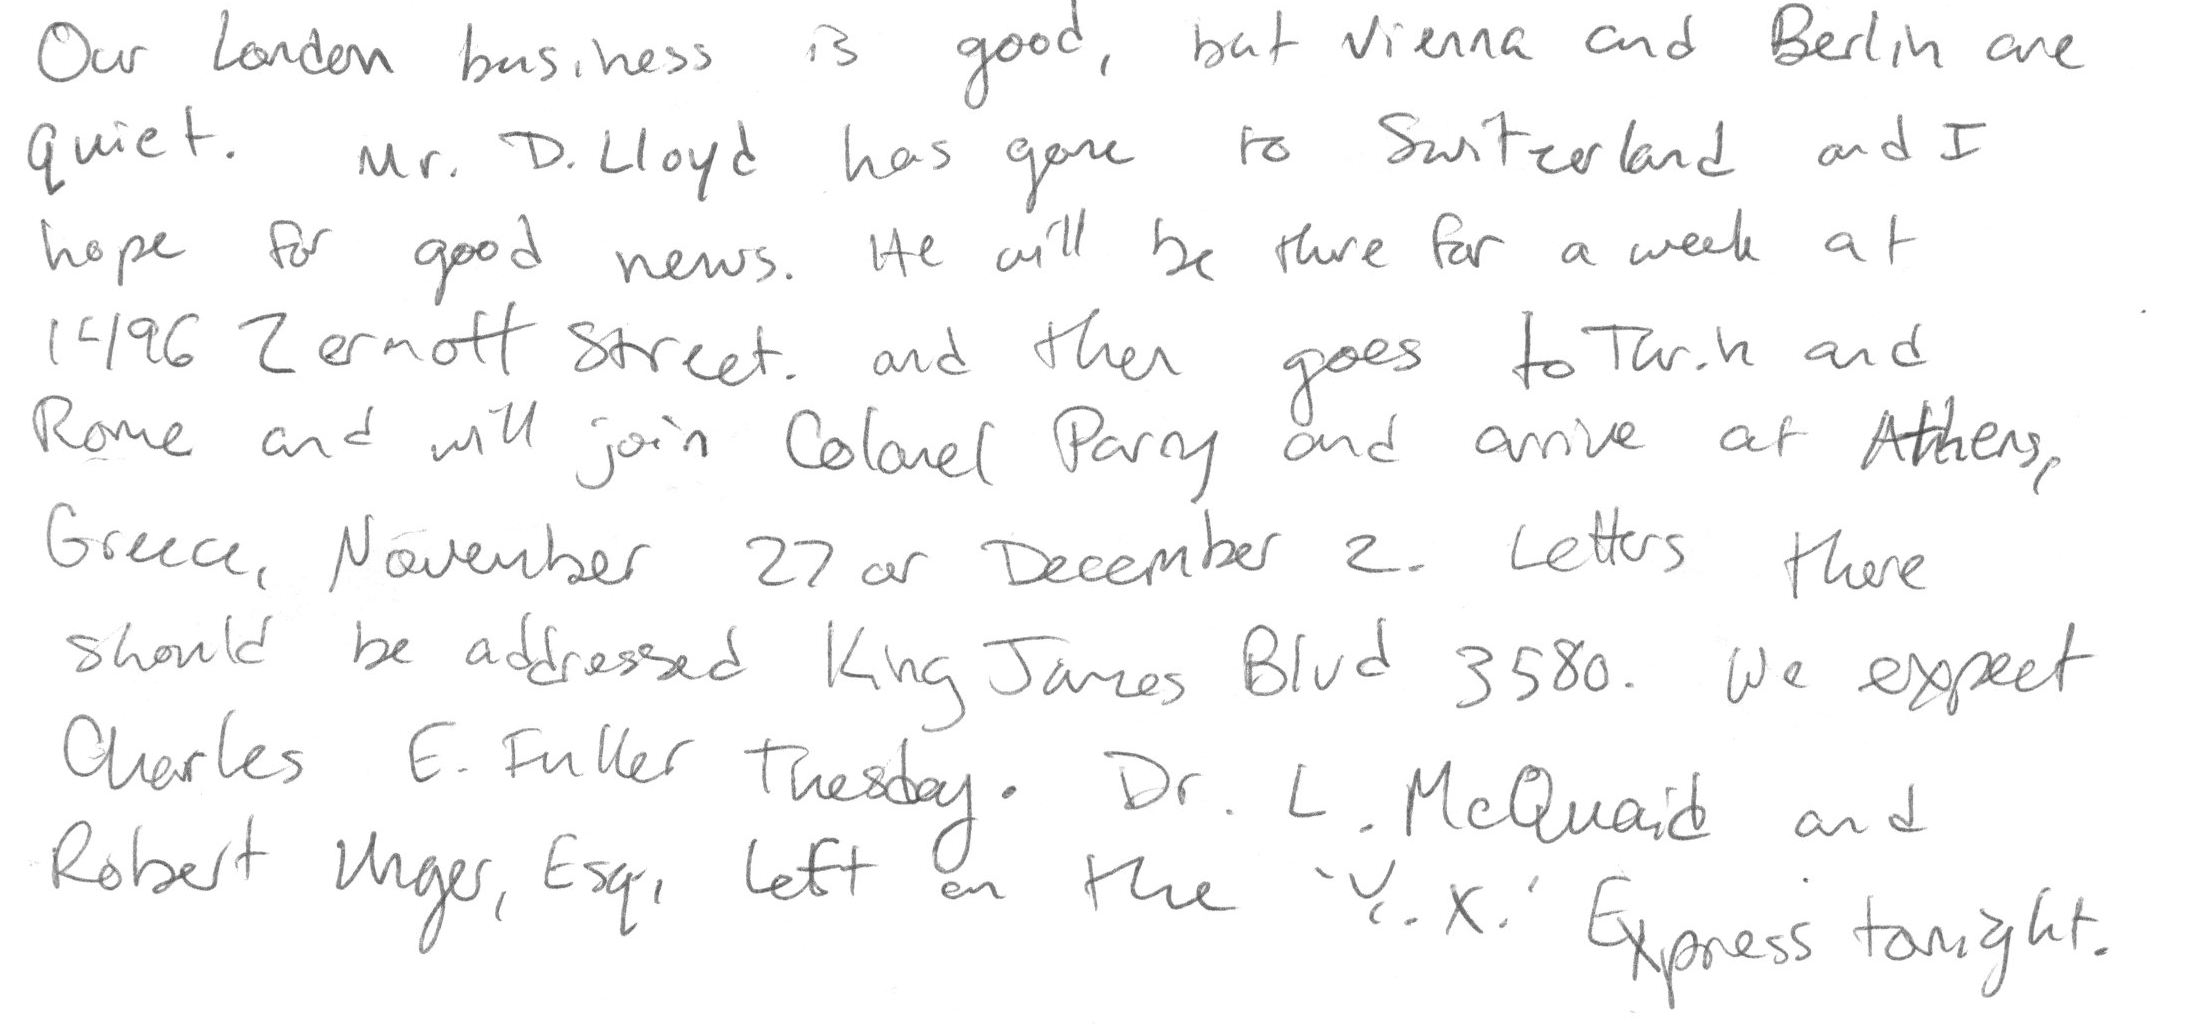 Our London business is good, but Vienna and Berlin are
quiet. Mr. D. Lloyd has gone to Switzerland and I
hope for good news. He will be there for a week at
1496 Zermott Street. and then goes to Turin and
Rome and will join Colonel Parry and arrive at Athens,
Greece, November 27 or December 2. Letters there
should be addressed King James Blvd 3580. We expect
Charles E. Fuller Tuesday. Dr. L. McQuaid and
Robert Unger, Esq, left on the 'Y. X.' Express tonight.